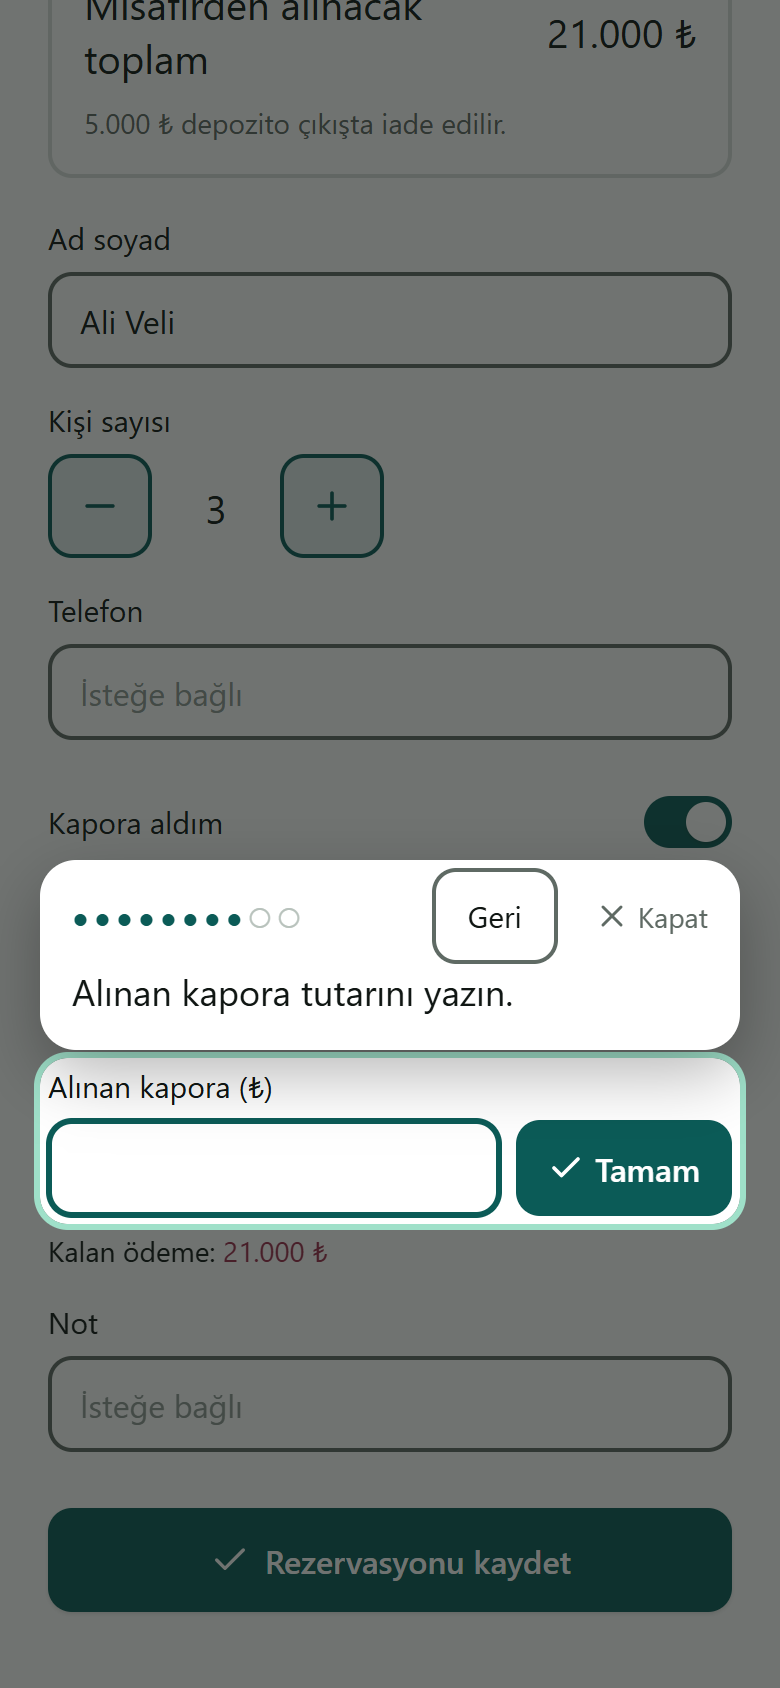 Misafirden alınacak
toplam
21.000 ₺
5.000 ₺ depozito çıkışta iade edilir.
Ad soyad
Ali Veli
Kişi sayısı
3
Telefon
İsteğe bağlı
Kapora aldım
Geri
Kapat
Alınan kapora tutarını yazın.
Alınan kapora (₺)
Tamam
Kalan ödeme: 21.000 ₺
Not
İsteğe bağlı
Rezervasyonu kaydet